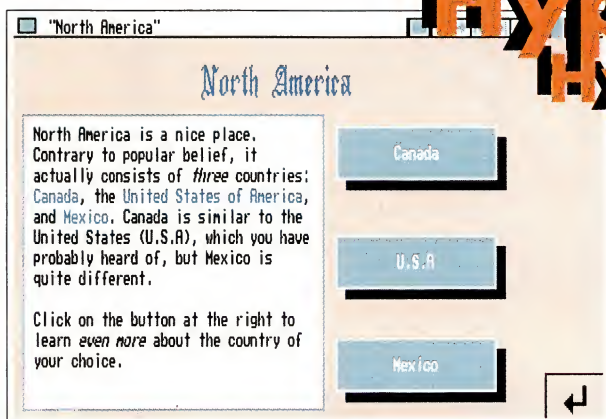 "North America"
North America
North America is a nice place.
Contrary to popular belief, it
actually consists of three countries:
Canada, the United States of America,
and Mexico. Canada is similar to the
United States (U.S.A), which you have
probably heard of, but Mexico is
quite different.
Click on the button at the right to
learn even more about the country of
your choice.
Canada
U.S.A
Mexico